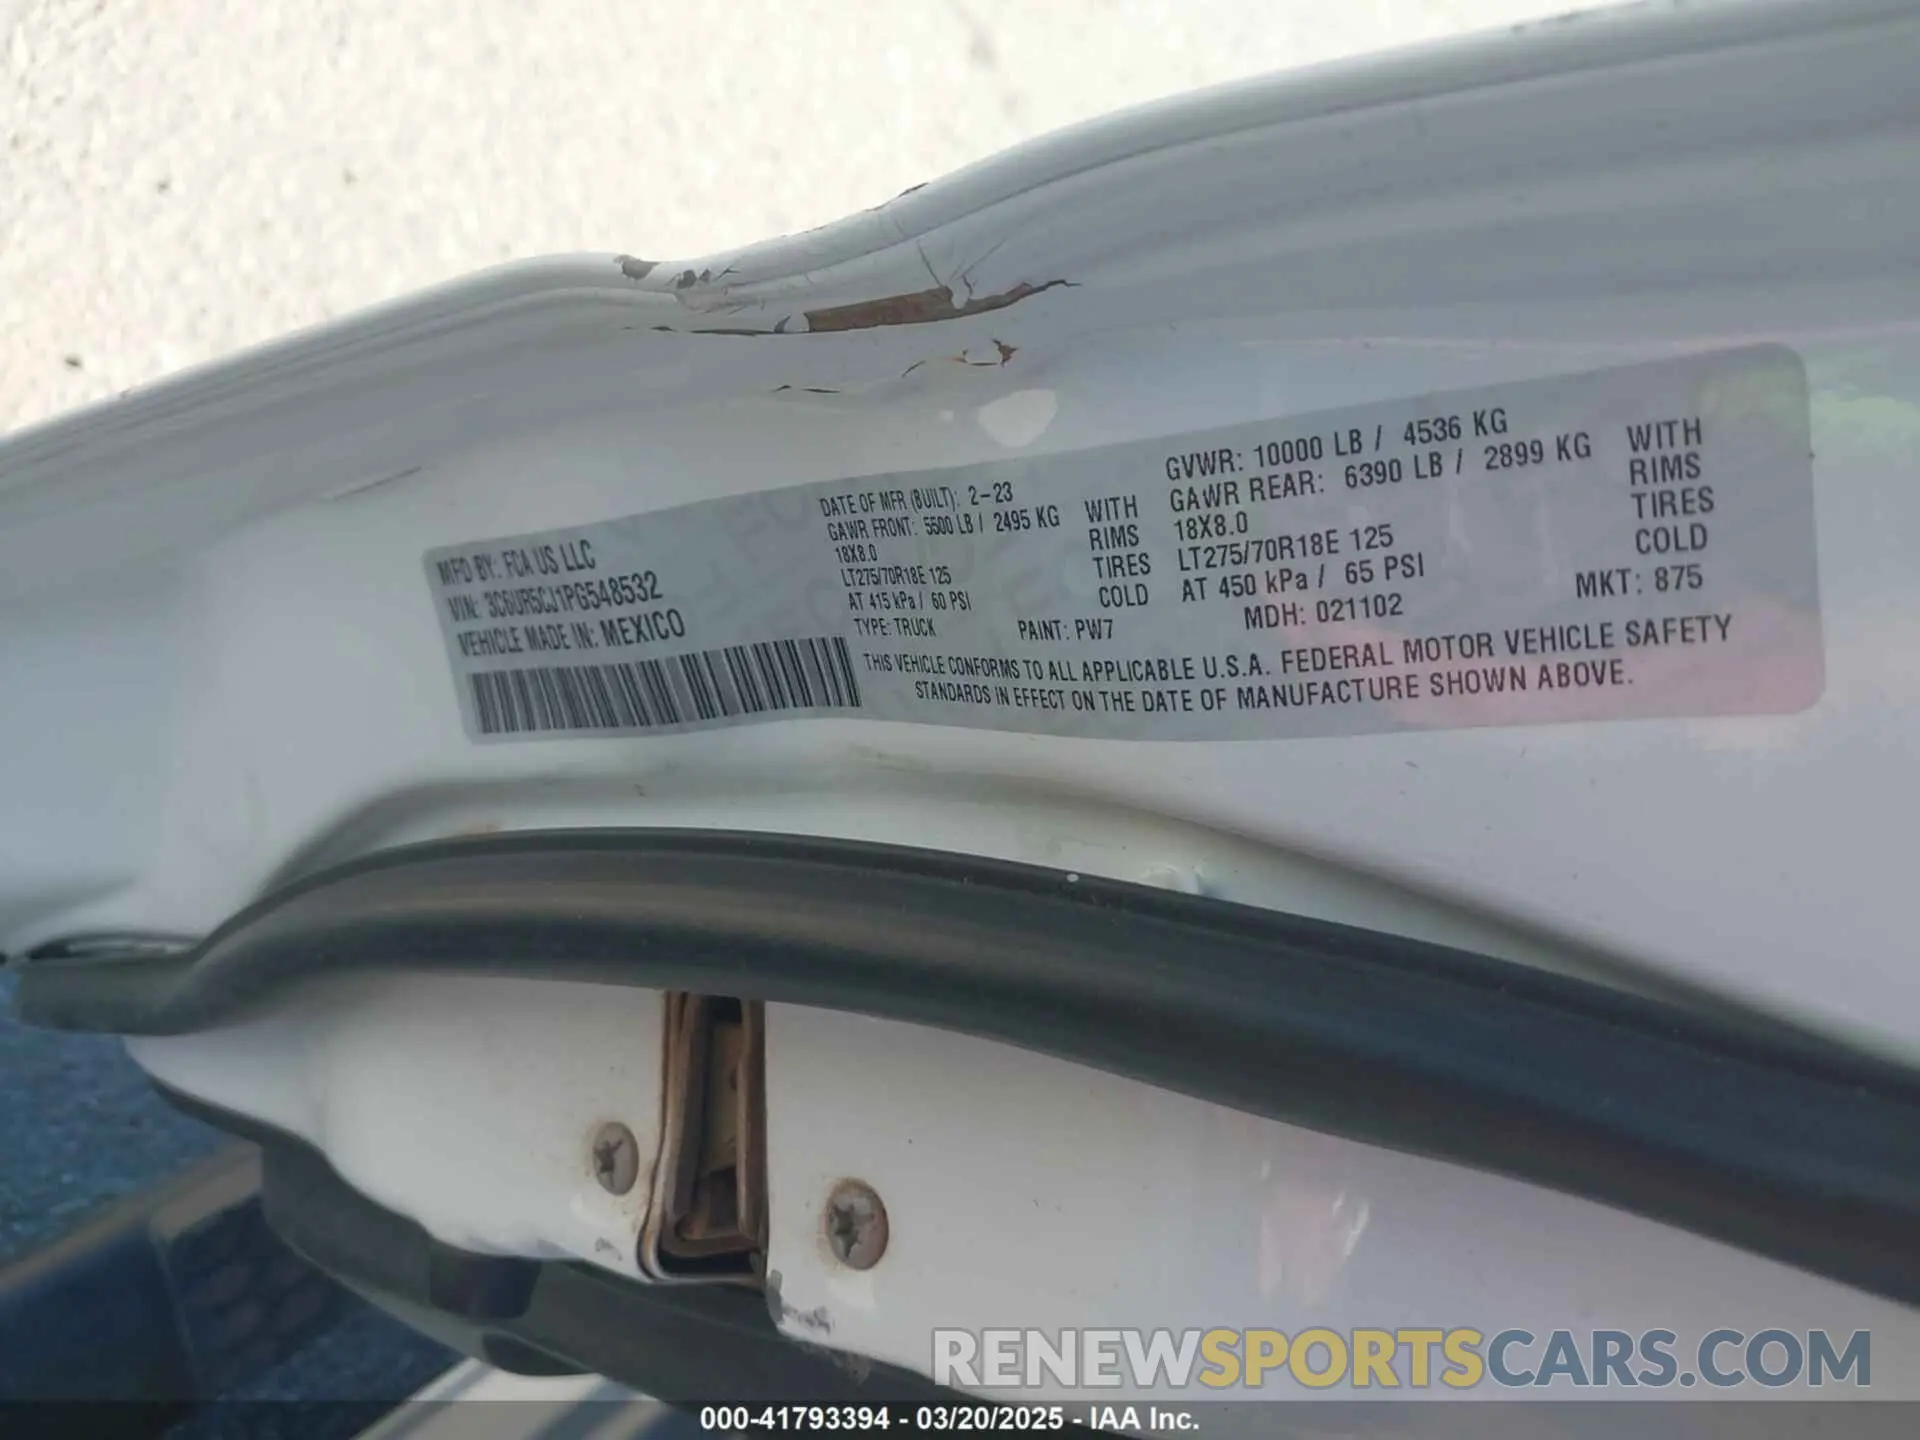 MFD BY: FCA US LLC
VIN: 3C6UR5CJ1PG548532
VEHICLE MADE IN: MEXICO
DATE OF MFR (BUILT): 2-23
GAWR FRONT: 5500 LB / 2495 KG
18X8.0
LT275/70R18E 125
AT 415 kPa / 60 PSI
TYPE: TRUCK
PAINT: PW7
WITH
RIMS
TIRES
COLD
GVWR: 10000 LB / 4536 KG
GAWR REAR: 6390 LB / 2899 KG
18X8.0
LT275/70R18E 125
AT 450 kPa / 65 PSI
MDH: 021102
WITH
RIMS
TIRES
COLD
MKT: 875
THIS VEHICLE CONFORMS TO ALL APPLICABLE U.S.A. FEDERAL MOTOR VEHICLE SAFETY
STANDARDS IN EFFECT ON THE DATE OF MANUFACTURE SHOWN ABOVE.
RENEWSPORTSCARS.COM
000-41793394 - 03/20/2025 - IAA Inc.